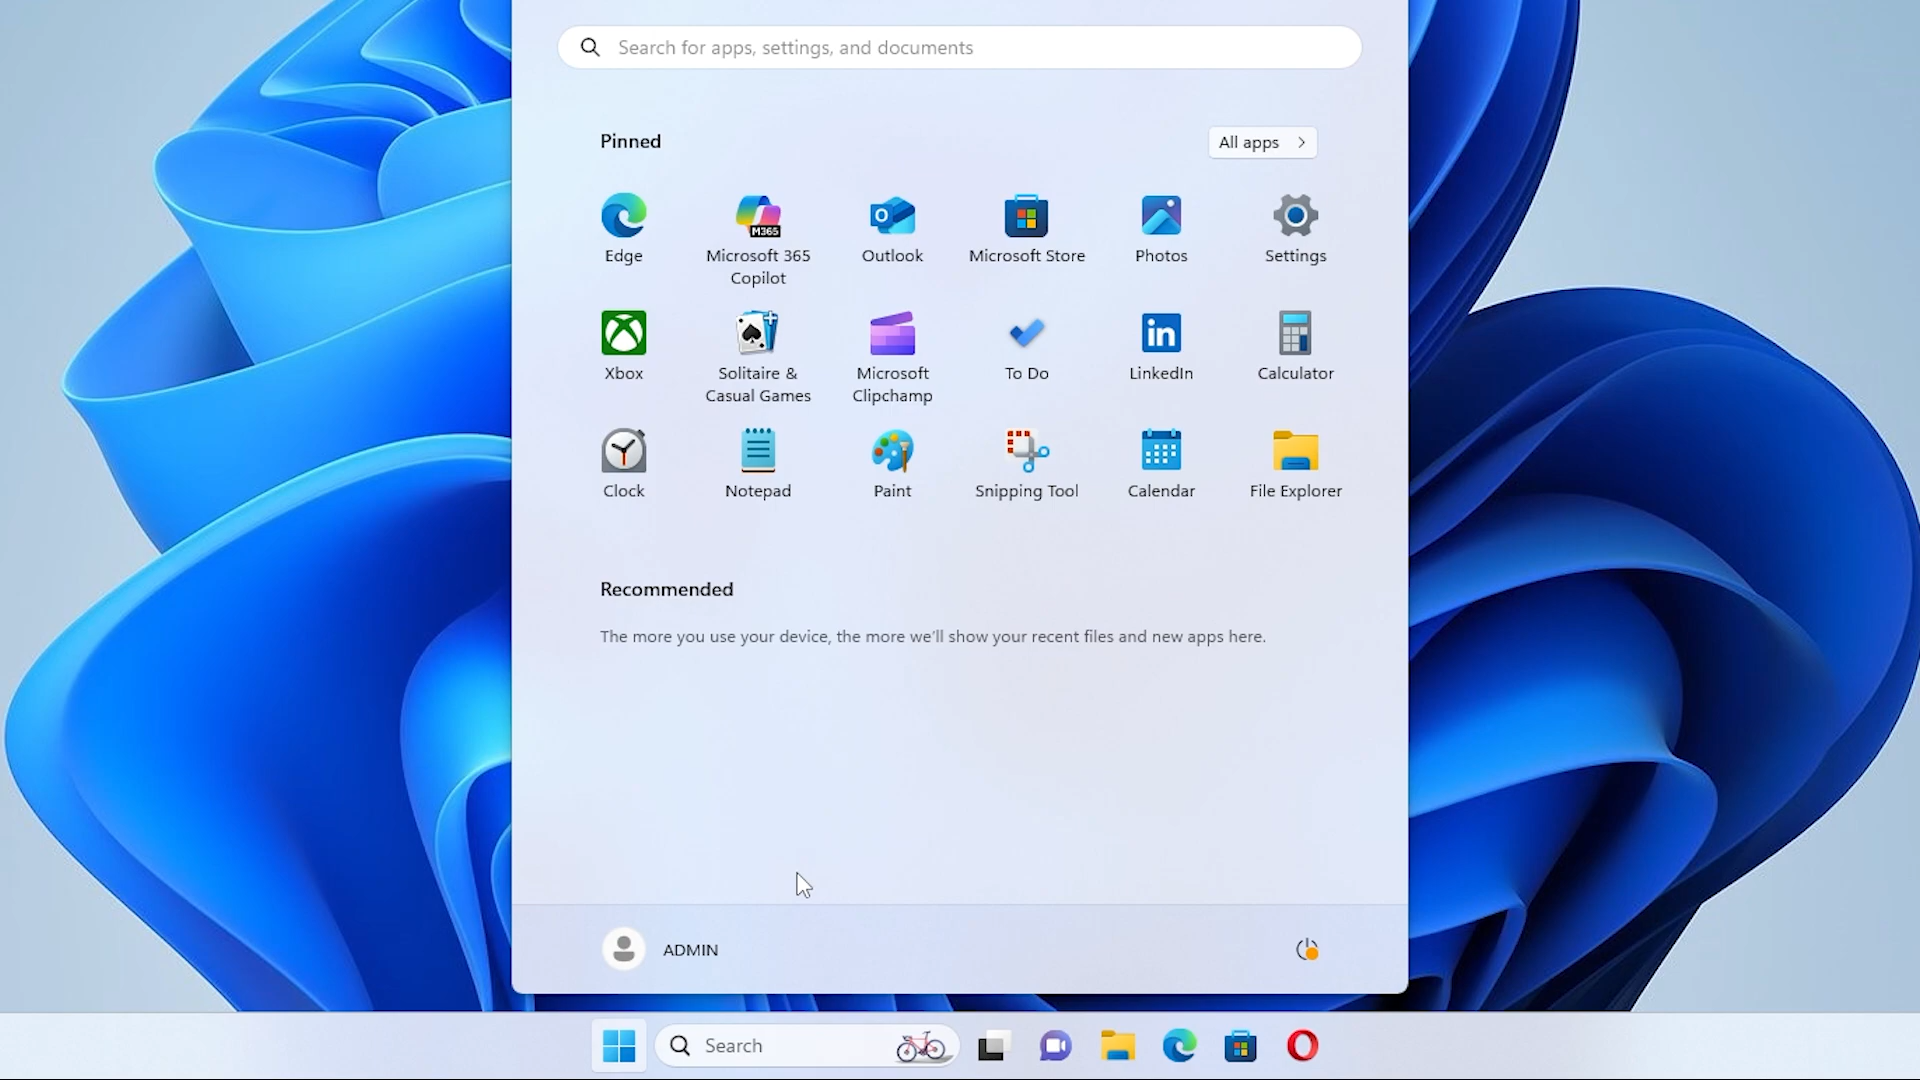 Search for apps, settings, and documents
Pinned
All apps
Edge
Microsoft 365
Copilot
M365
Outlook
Microsoft Store
Photos
Settings
Xbox
Solitaire &
Casual Games
Microsoft
Clipchamp
To Do
LinkedIn
in
Calculator
Clock
Notepad
Paint
Snipping Tool
Calendar
File Explorer
Recommended
The more you use your device, the more we'll show your recent files and new apps here.
ADMIN
Search